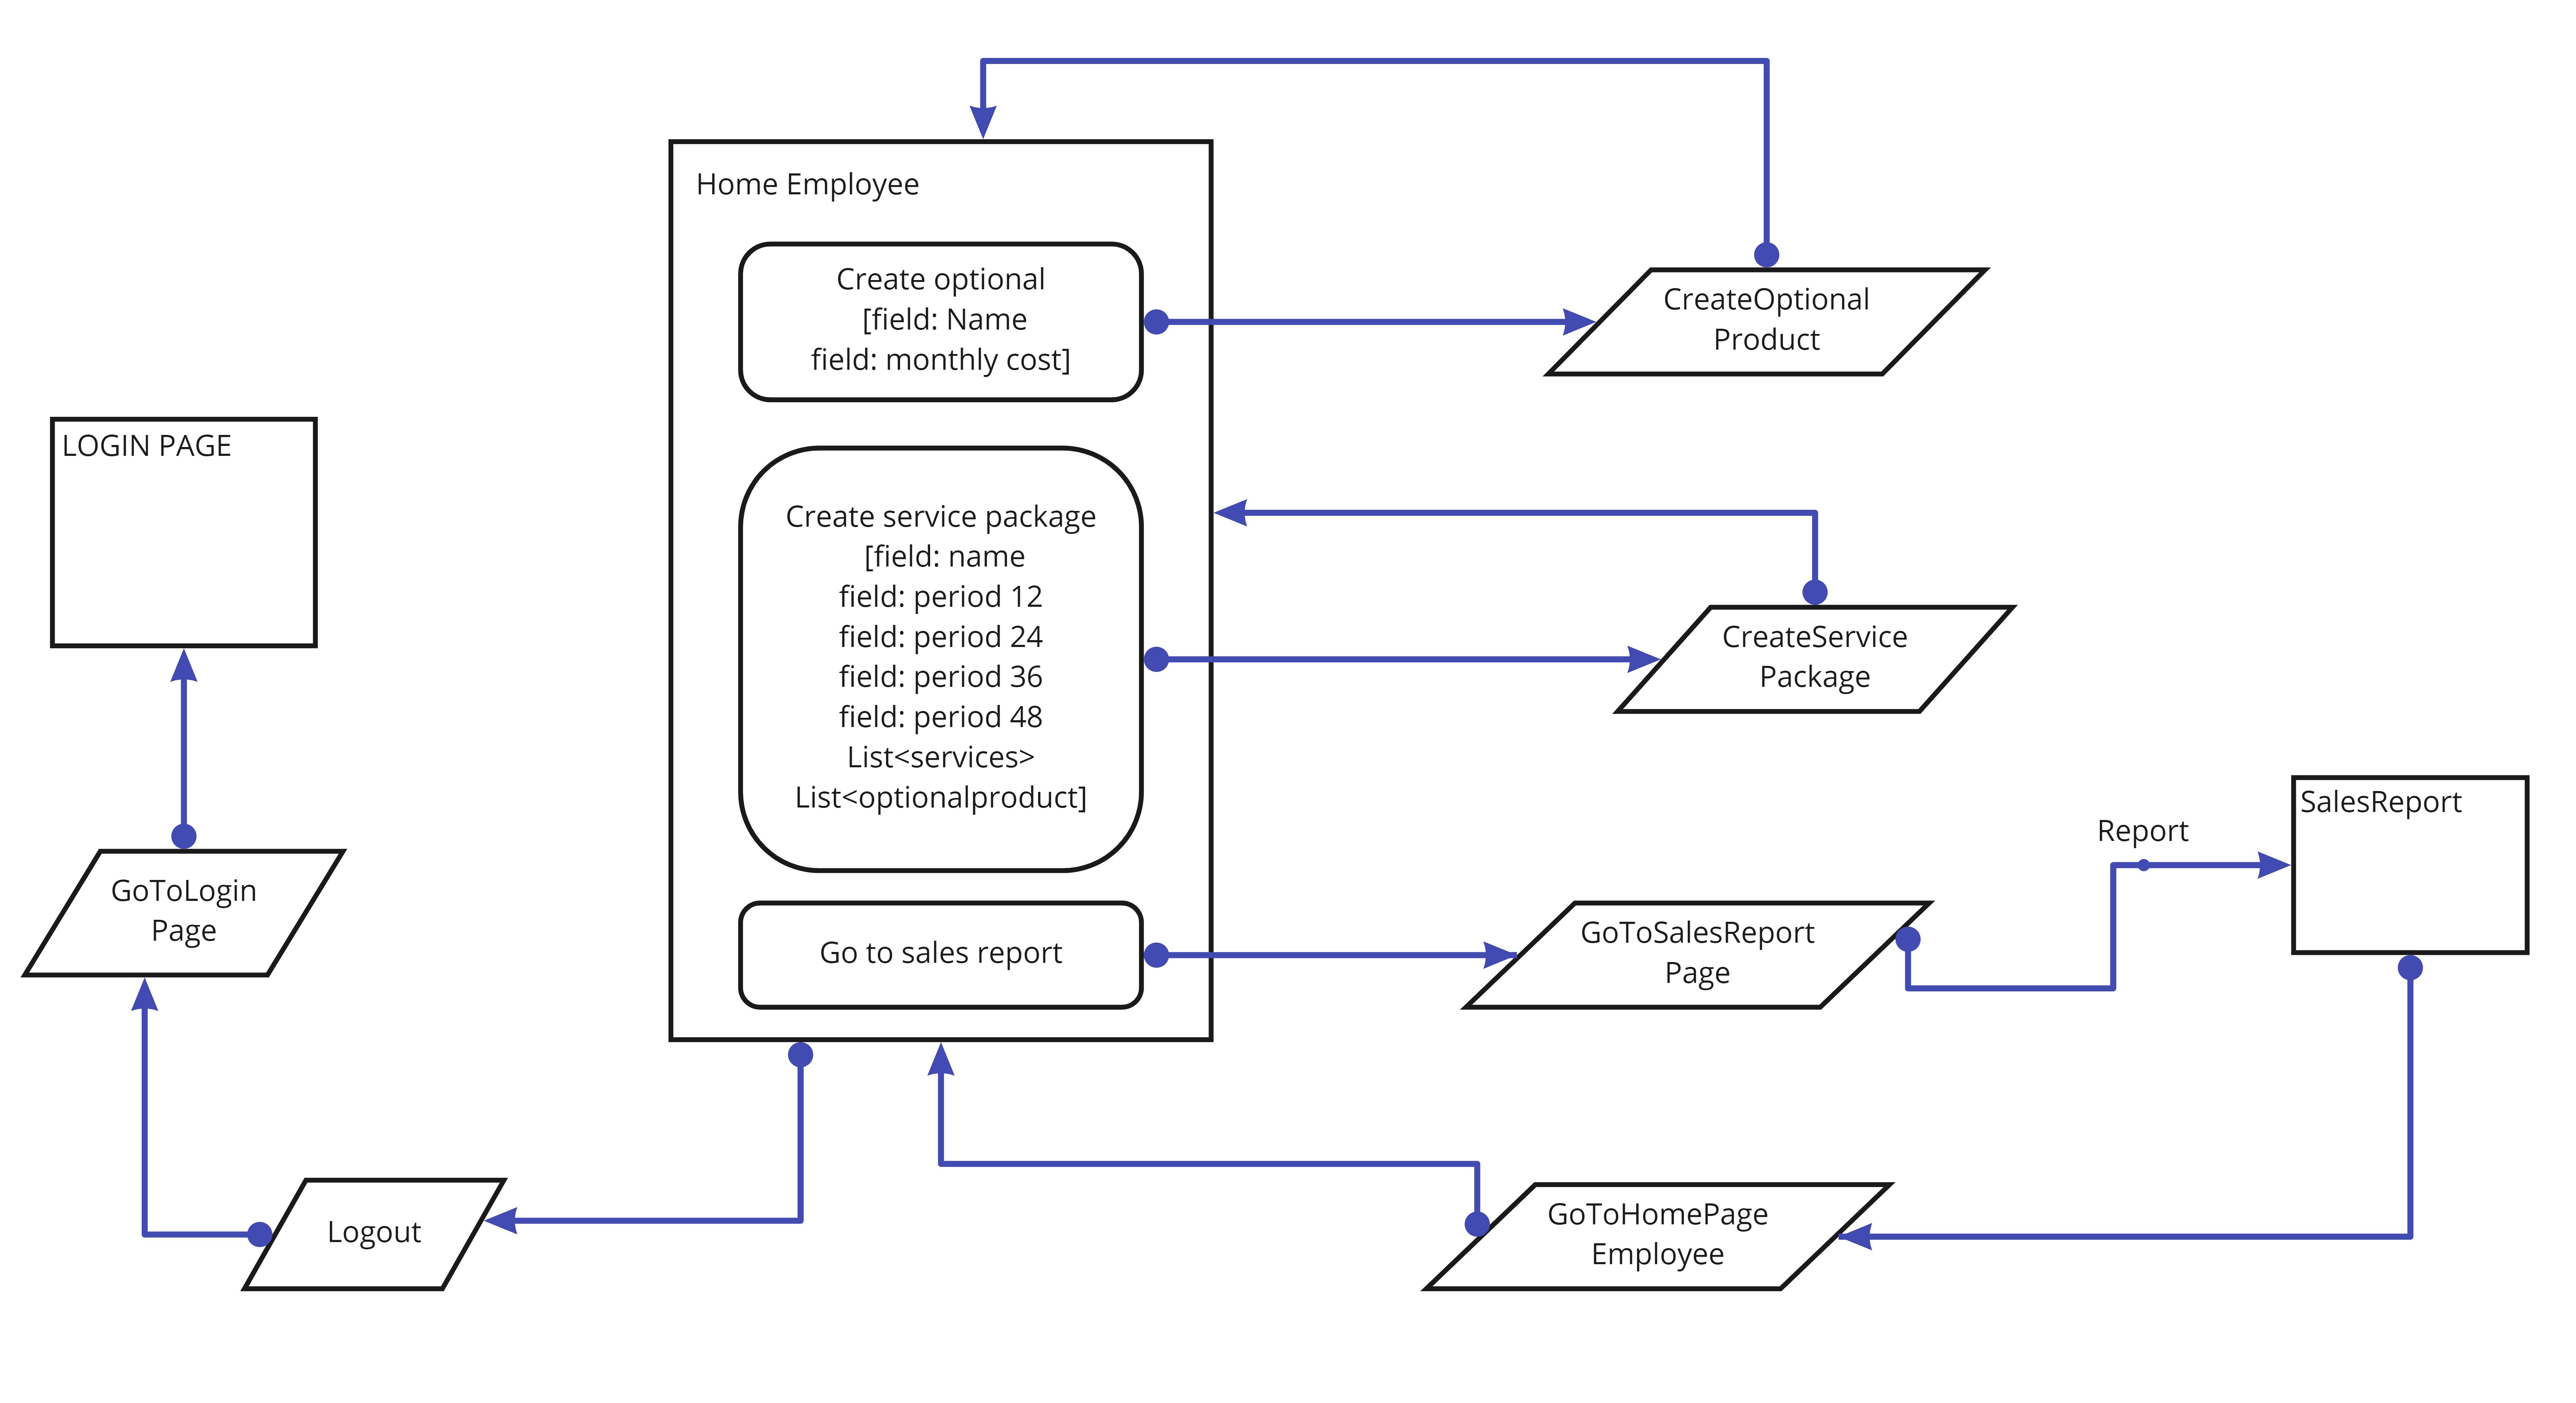 Home Employee
Create optional
[field: Name
field: monthly cost]
CreateOptional
Product
LOGIN PAGE
Create service package
[field: name
field: period 12
field: period 24
field: period 36
field: period 48
List<services>
List<optionalproduct]
CreateService
Package
SalesReport
Report
GoToLogin
Page
Go to sales report
GoToSalesReport
Page
Logout
GoToHomePage
Employee